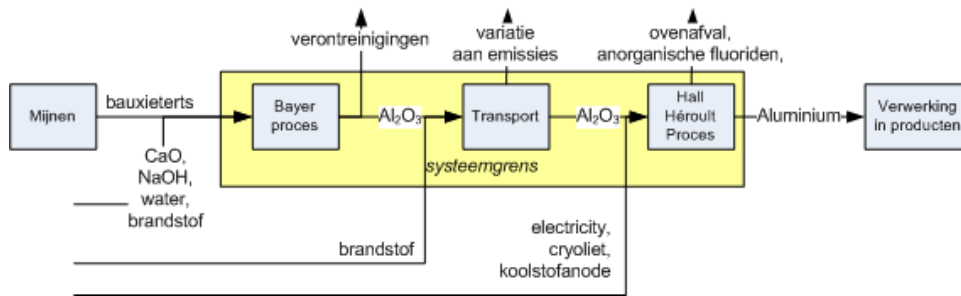 verontreinigingen
variatie
aan emissies
ovenafval,
anorganische fluoriden,
Mijnen
bauxieterts
Bayer
proces
Al₂O₃
Transport
Al₂O₃
Hall
Héroult
Proces
Aluminium
Verwerking
in producten
systeemgrens
CaO,
NaOH,
water,
brandstof
brandstof
electricity,
cryoliet,
koolstofanode